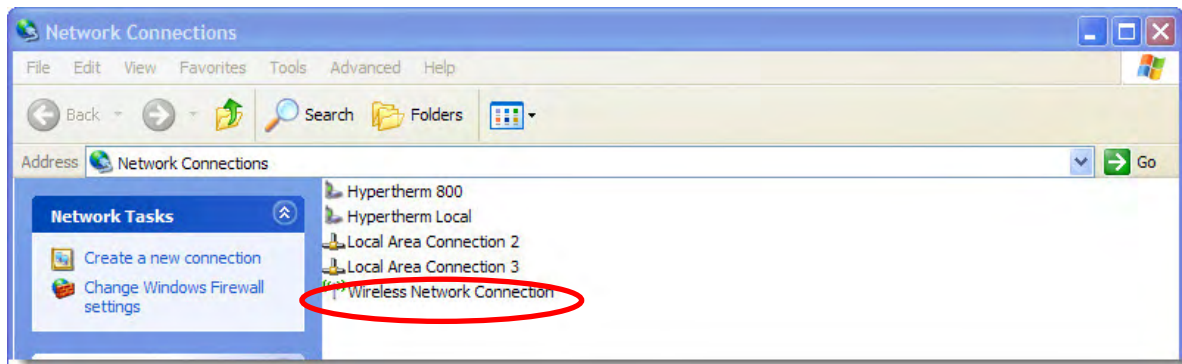 Network Connections
File Edit View Favorites Tools Advanced Help
Back Search Folders
Address Network Connections Go
Network Tasks
Create a new connection
Change Windows Firewall
settings
Hypertherm 800
Hypertherm Local
Local Area Connection 2
Local Area Connection 3
Wireless Network Connection